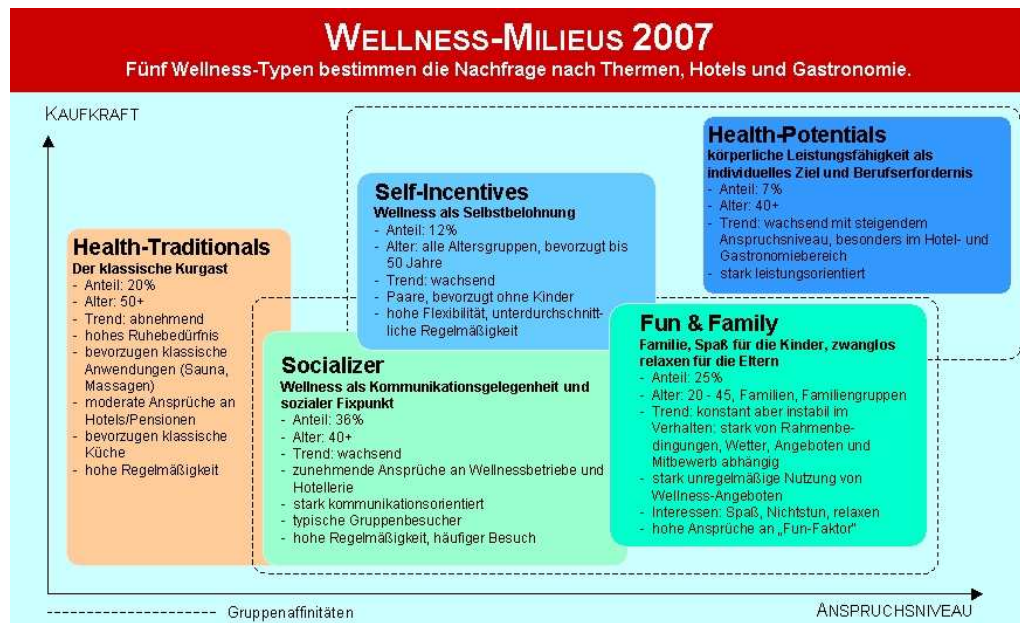 WELLNESS-MILIEUS 2007
Fünf Wellness-Typen bestimmen die Nachfrage nach Thermen, Hotels und Gastronomie.
KAUFKRAFT
Health-Potentials
körperliche Leistungsfähigkeit als
individuelles Ziel und Berufserfordernis
- Anteil: 7%
- Alter: 40+
- Trend: wachsend mit steigendem
Anspruchsniveau, besonders im Hotel- und
Gastronomiebereich
- stark leistungsorientiert
Self-Incentives
Wellness als Selbstbelohnung
- Anteil: 12%
- Alter: alle Altersgruppen, bevorzugt bis
50 Jahre
- Trend: wachsend
- Paare, bevorzugt ohne Kinder
- hohe Flexibilität, unterdurchschnitt-
liche Regelmäßigkeit
Health-Traditionals
Der klassische Kurgast
- Anteil: 20%
- Alter: 50+
- Trend: abnehmend
- hohes Ruhebedürfnis
- bevorzugen klassische
Anwendungen (Sauna,
Massagen)
- moderate Ansprüche an
Hotels/Pensionen
- bevorzugen klassische
Küche
- hohe Regelmäßigkeit
Socializer
Wellness als Kommunikationsgelegenheit und
sozialer Fixpunkt
- Anteil: 36%
- Alter: 40+
- Trend: wachsend
- zunehmende Ansprüche an Wellnessbetriebe und
Hotellerie
- stark kommunikationsorientiert
- typische Gruppenbesucher
- hohe Regelmäßigkeit, häufiger Besuch
Fun & Family
Familie, Spaß für die Kinder, zwanglos
relaxen für die Eltern
- Anteil: 25%
- Alter: 20 - 45, Familien, Familiengruppen
- Trend: konstant aber instabil im
Verhalten: stark von Rahmenbe-
dingungen, Wetter, Angeboten und
Mitbewerb abhängig
- stark unregelmäßige Nutzung von
Wellness-Angeboten
- Interessen: Spaß, Nichtstun, relaxen
- hohe Ansprüche an „Fun-Faktor"
Gruppenaffinitäten
ANSPRUCHSNIVEAU